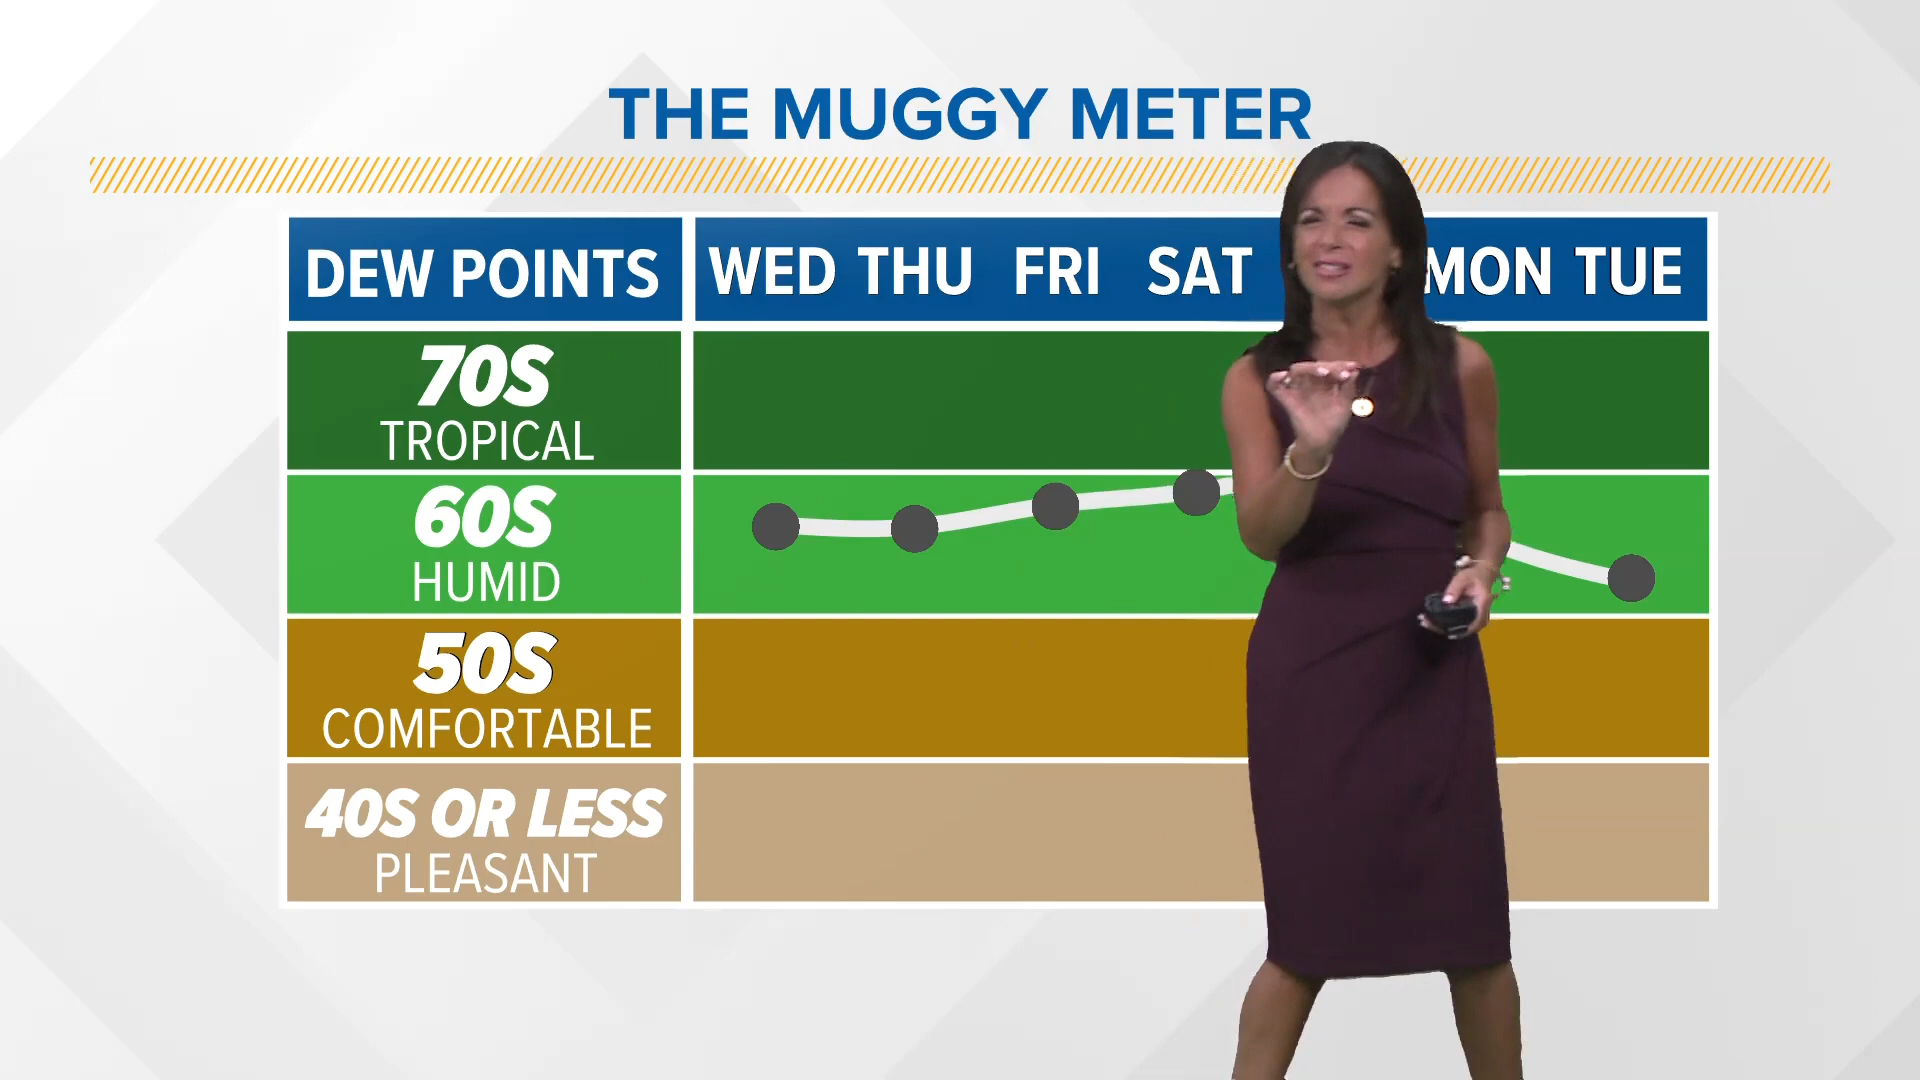 THE MUGGY METER
DEW POINTS WED THU FRI SAT MON TUE
70S
TROPICAL
60S
HUMID
50S
COMFORTABLE
40S OR LESS
PLEASANT